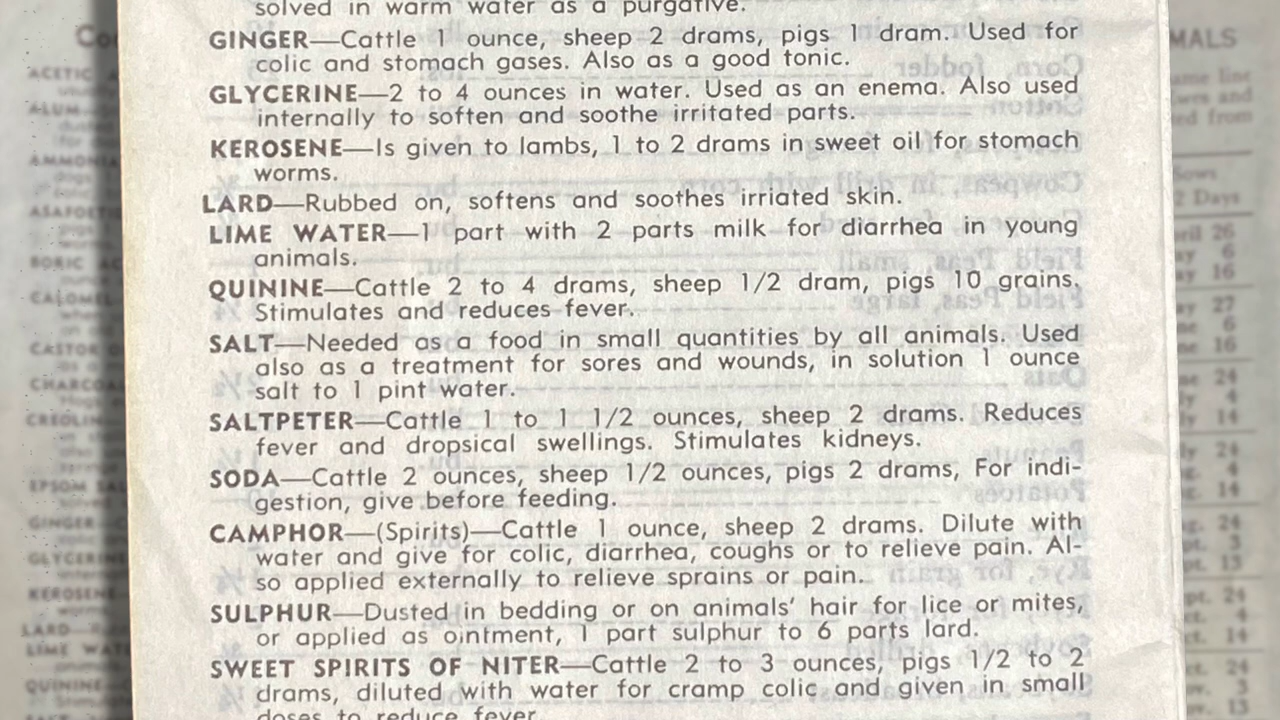 solved in warm water as a purgative.
GINGER—Cattle 1 ounce, sheep 2 drams, pigs 1 dram. Used for
colic and stomach gases. Also as a good tonic.
GLYCERINE—2 to 4 ounces in water. Used as an enema. Also used
internally to soften and soothe irritated parts.
KEROSENE—Is given to lambs, 1 to 2 drams in sweet oil for stomach
worms.
LARD—Rubbed on, softens and soothes irriated skin.
LIME WATER—1 part with 2 parts milk for diarrhea in young
animals.
QUININE—Cattle 2 to 4 drams, sheep 1/2 dram, pigs 10 grains.
Stimulates and reduces fever.
SALT—Needed as a food in small quantities by all animals. Used
also as a treatment for sores and wounds, in solution 1 ounce
salt to 1 pint water.
SALTPETER—Cattle 1 to 1 1/2 ounces, sheep 2 drams. Reduces
fever and dropsical swellings. Stimulates kidneys.
SODA—Cattle 2 ounces, sheep 1/2 ounces, pigs 2 drams, For indi-
gestion, give before feeding.
CAMPHOR—(Spirits)—Cattle 1 ounce, sheep 2 drams. Dilute with
water and give for colic, diarrhea, coughs or to relieve pain. Al-
so applied externally to relieve sprains or pain.
SULPHUR—Dusted in bedding or on animals' hair for lice or mites,
or applied as ointment, 1 part sulphur to 6 parts lard.
SWEET SPIRITS OF NITER—Cattle 2 to 3 ounces, pigs 1/2 to 2
drams, diluted with water for cramp colic and given in small
doses to reduce fever